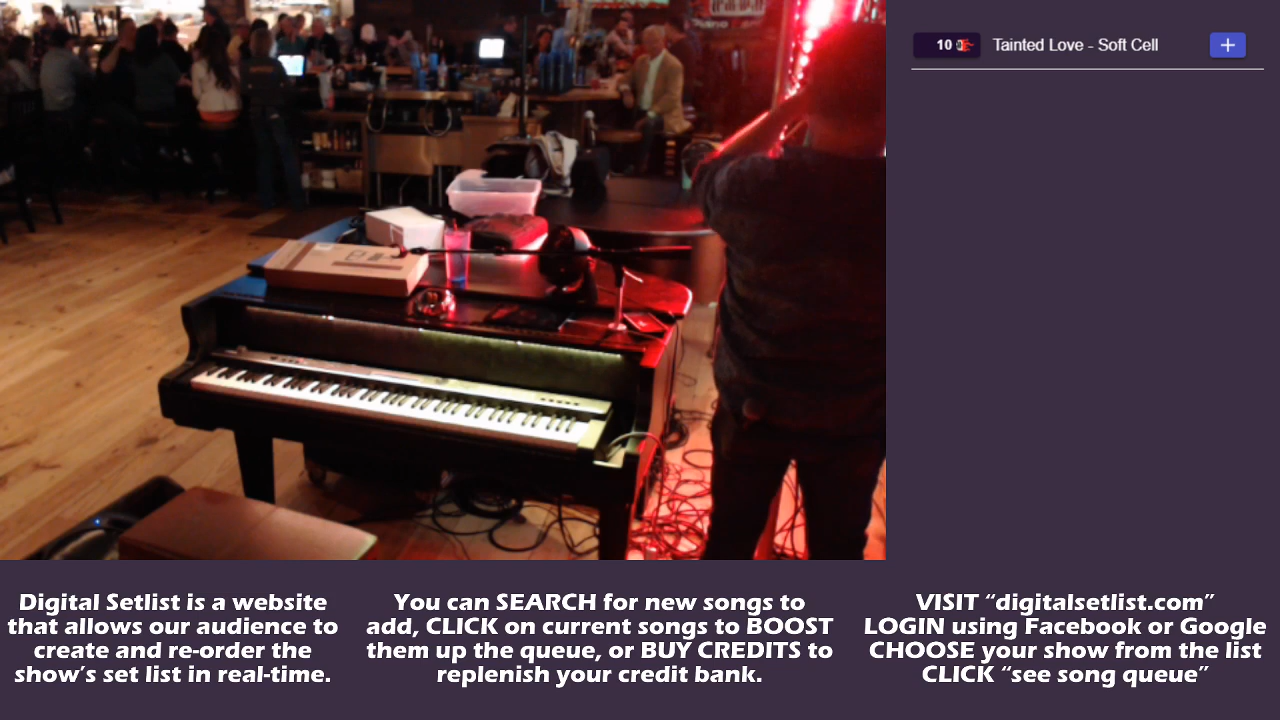 10 Tainted Love - Soft Cell +
Digital Setlist is a website
that allows our audience to
create and re-order the
show's set list in real-time.
You can SEARCH for new songs to
add, CLICK on current songs to BOOST
them up the queue, or BUY CREDITS to
replenish your credit bank.
VISIT “digitalsetlist.com”
LOGIN using Facebook or Google
CHOOSE your show from the list
CLICK “see song queue”